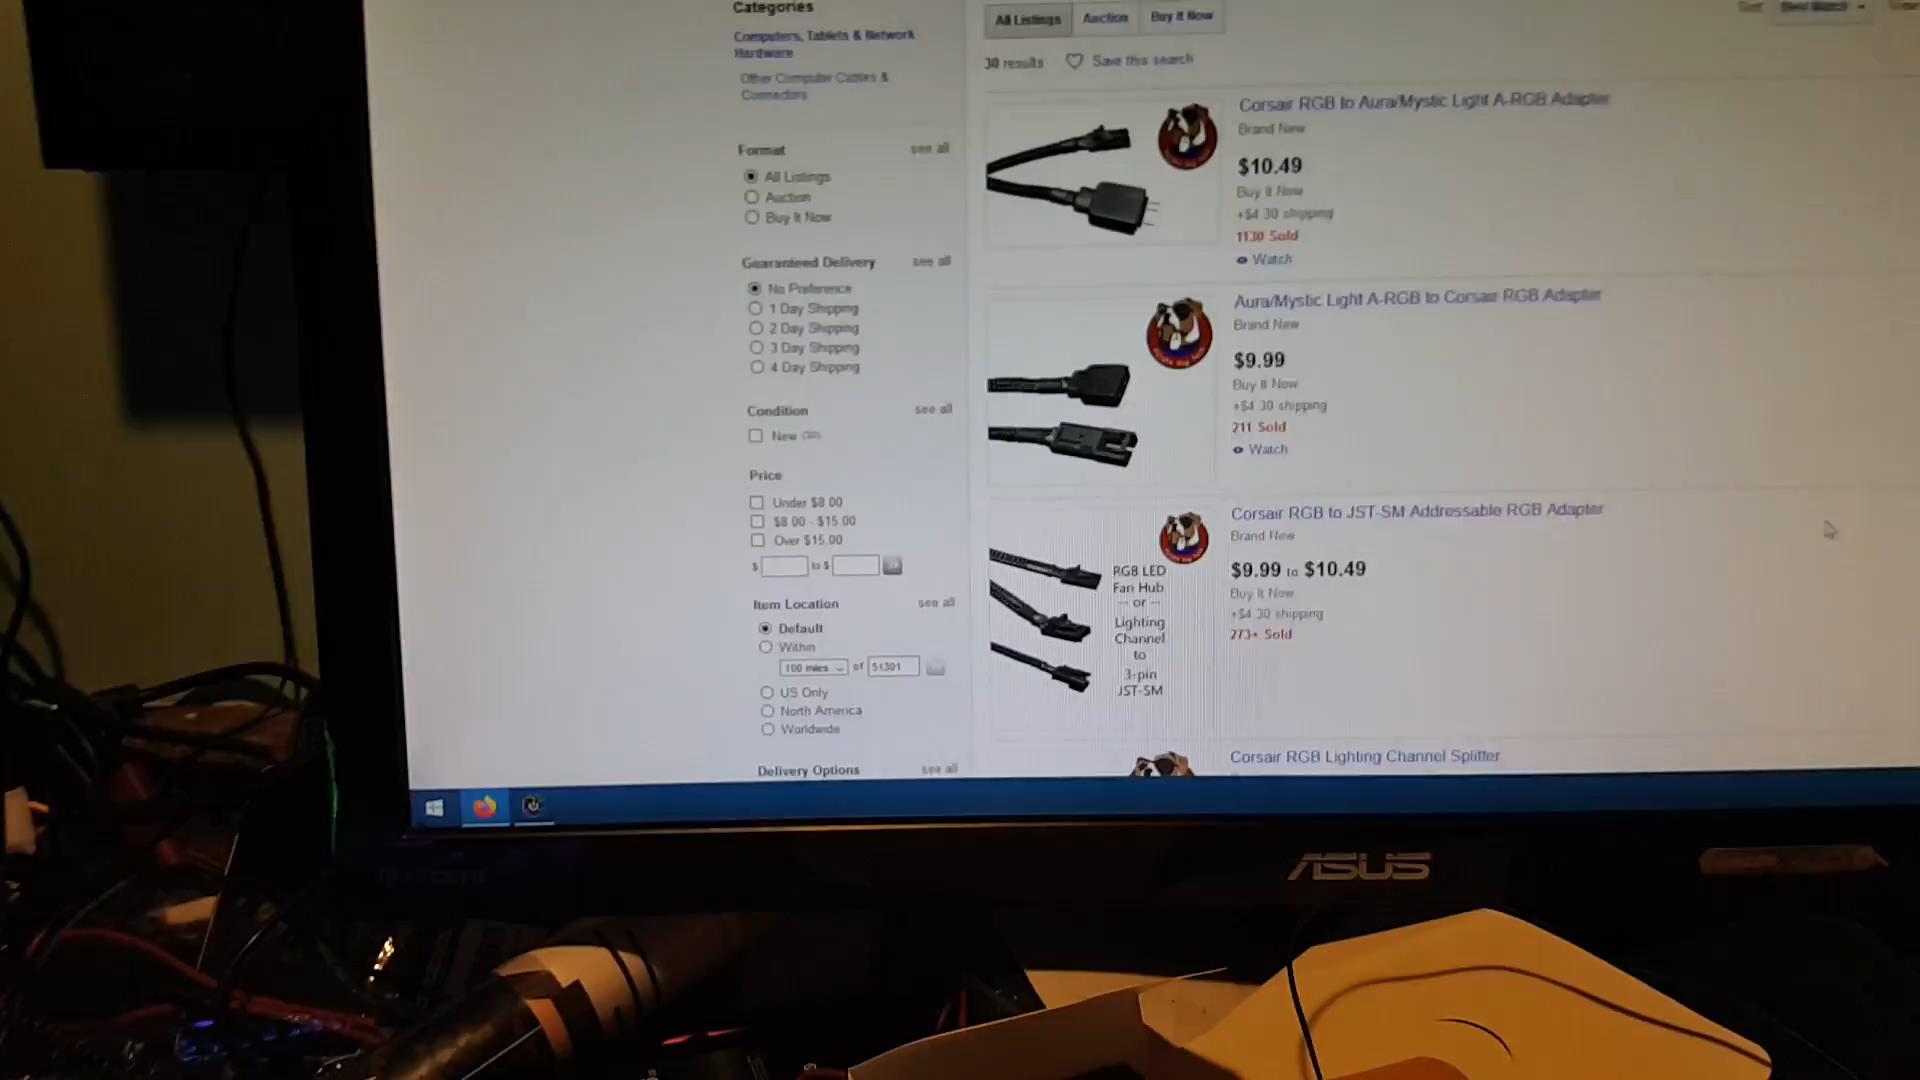 Categories
Computers, Tablets & Network
Hardware
Other Computer Cables &
Connectors
Format
see all
All Listings
Auction
Buy It Now
Guaranteed Delivery
see all
No Preference
1 Day Shipping
2 Day Shipping
3 Day Shipping
4 Day Shipping
Condition
see all
New (30)
Price
Under $8.00
$8.00 - $15.00
Over $15.00
$ to $
Item Location
see all
Default
Within
100 miles of 51301
US Only
North America
Worldwide
Delivery Options
see all
All Listings
Auction
Buy It Now
Sort
Best Match
30 results
Save this search
Corsair RGB to Aura/Mystic Light A-RGB Adapter
Brand New
$10.49
Buy It Now
+$4.30 shipping
1130 Sold
Watch
Aura/Mystic Light A-RGB to Corsair RGB Adapter
Brand New
$9.99
Buy It Now
+$4.30 shipping
211 Sold
Watch
Corsair RGB to JST-SM Addressable RGB Adapter
Brand New
$9.99 to $10.49
Buy It Now
+$4.30 shipping
273+ Sold
RGB LED
Fan Hub
-- or --
Lighting
Channel
to
3-pin
JST-SM
Corsair RGB Lighting Channel Splitter
ASUS